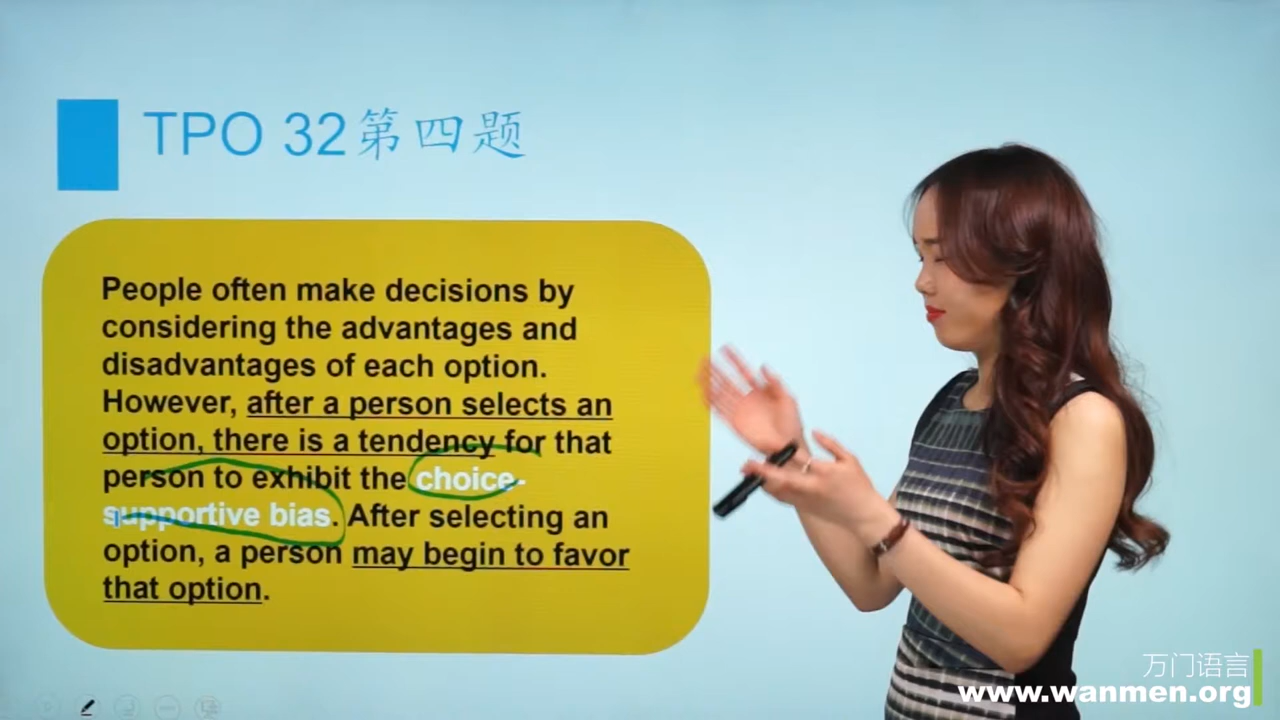 TPO 32第四题
People often make decisions by
considering the advantages and
disadvantages of each option.
However, after a person selects an
option, there is a tendency for that
person to exhibit the choice-
supportive bias. After selecting an
option, a person may begin to favor
that option.
万门语言
www.wanmen.org